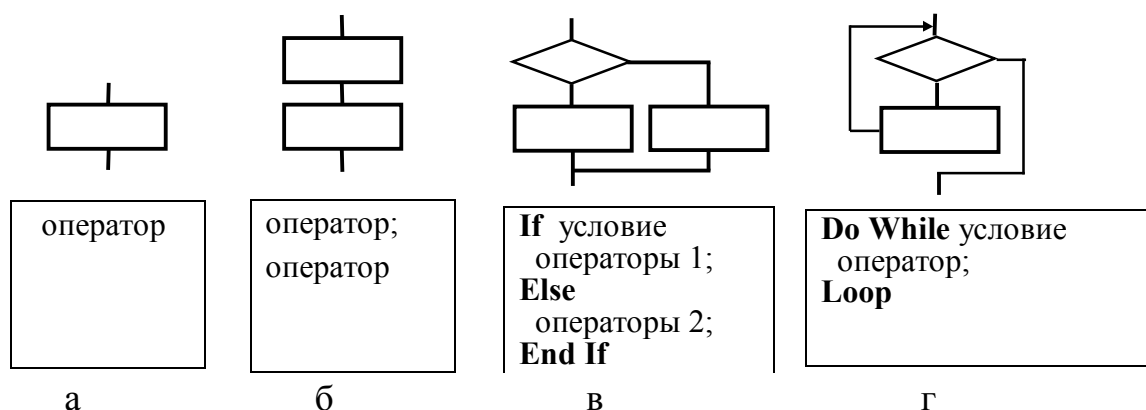 оператор
оператор;
оператор
If условие
операторы 1;
Else
операторы 2;
End If
Do While условие
оператор;
Loop
а б в г